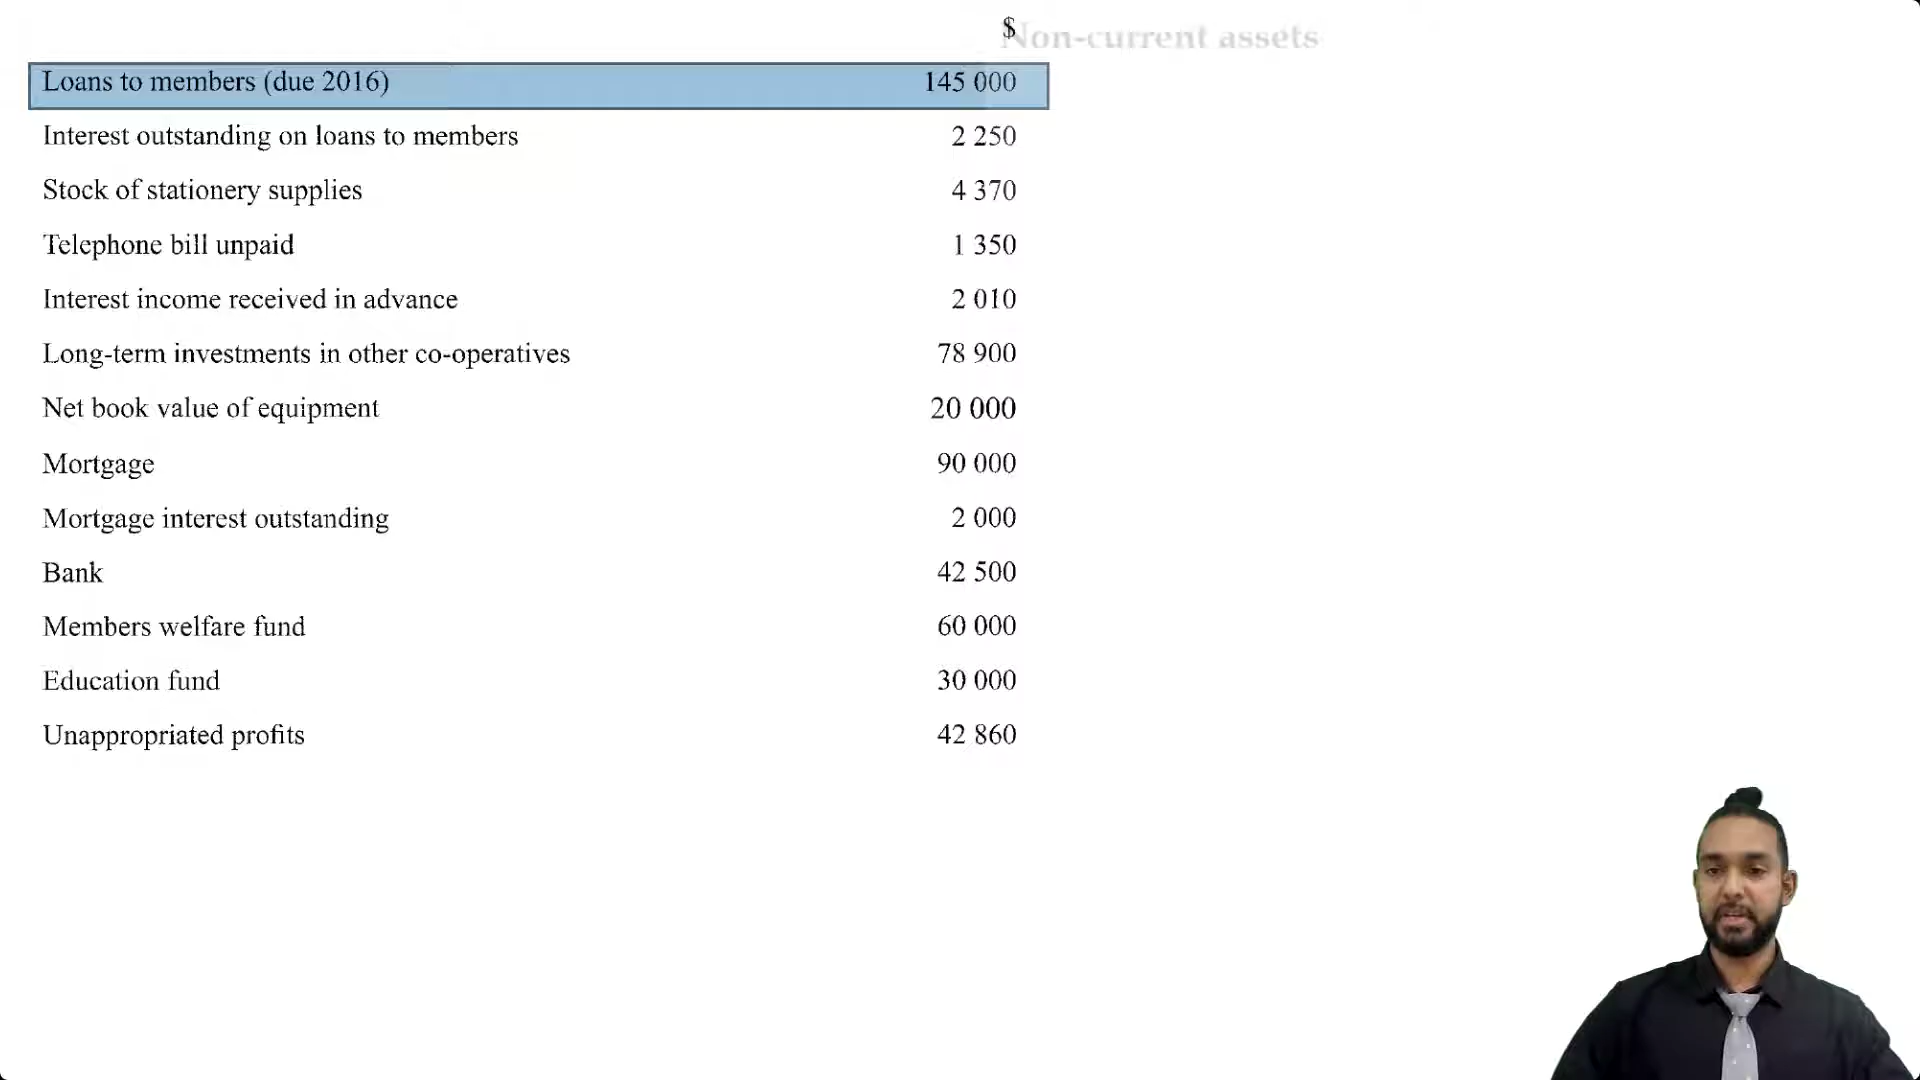 $
Non-current assets
Loans to members (due 2016) 145 000
Interest outstanding on loans to members 2 250
Stock of stationery supplies 4 370
Telephone bill unpaid 1 350
Interest income received in advance 2 010
Long-term investments in other co-operatives 78 900
Net book value of equipment 20 000
Mortgage 90 000
Mortgage interest outstanding 2 000
Bank 42 500
Members welfare fund 60 000
Education fund 30 000
Unappropriated profits 42 860